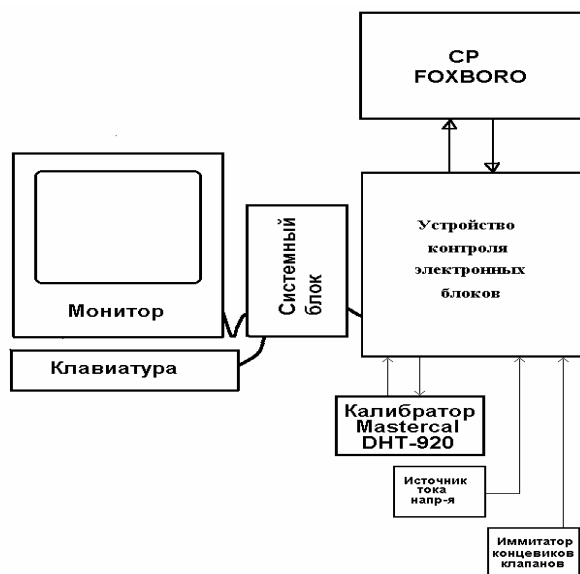 CP
FOXBORO
Устройство
контроля
электронных
блоков
Системный
блок
Монитор
Клавиатура
Калибратор
Mastercal
DHT-920
Источник
тока
напр-я
Иммитатор
концевиков
клапанов